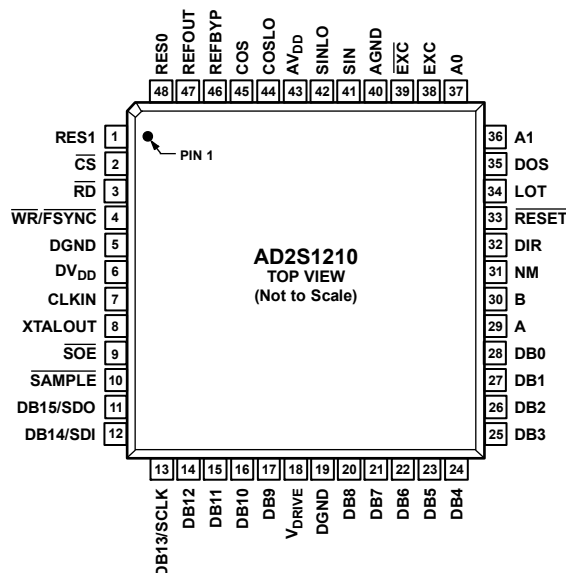 RES0
REFOUT
REFBYP
COS
COSLO
AVDD
SINLO
SIN
AGND
EXC
EXC
A0
48 47 46 45 44 43 42 41 40 39 38 37
RES1 1
CS 2
RD 3
WR/FSYNC 4
DGND 5
DVDD 6
CLKIN 7
XTALOUT 8
SOE 9
SAMPLE 10
DB15/SDO 11
DB14/SDI 12
PIN 1
AD2S1210
TOP VIEW
(Not to Scale)
36 A1
35 DOS
34 LOT
33 RESET
32 DIR
31 NM
30 B
29 A
28 DB0
27 DB1
26 DB2
25 DB3
13 14 15 16 17 18 19 20 21 22 23 24
DB13/SCLK
DB12
DB11
DB10
DB9
VDRIVE
DGND
DB8
DB7
DB6
DB5
DB4